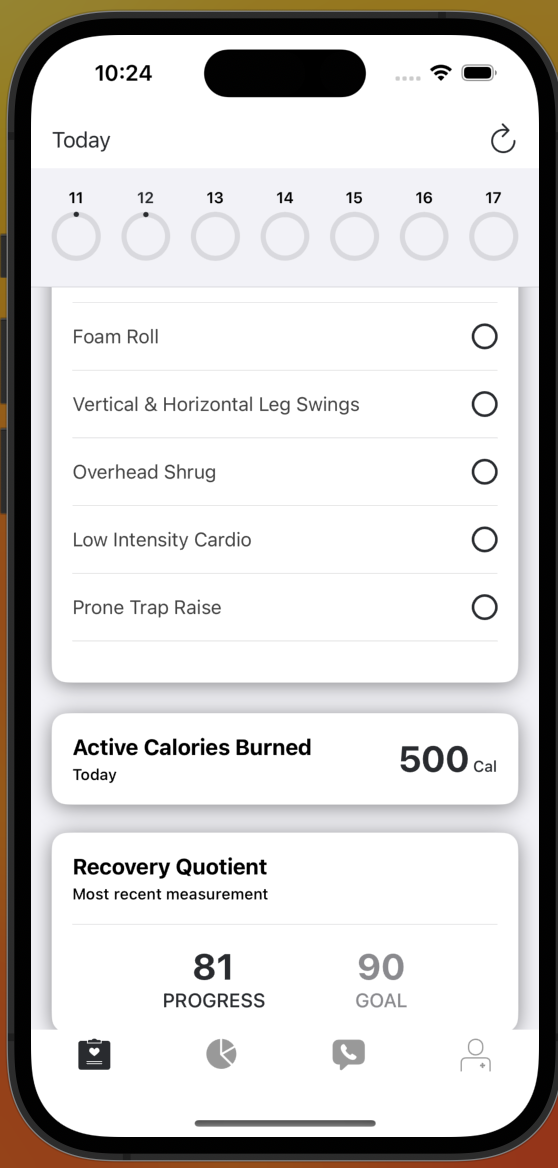 10:24
Today
11 12 13 14 15 16 17
Foam Roll
Vertical & Horizontal Leg Swings
Overhead Shrug
Low Intensity Cardio
Prone Trap Raise
Active Calories Burned
Today
500 Cal
Recovery Quotient
Most recent measurement
81 90
PROGRESS GOAL